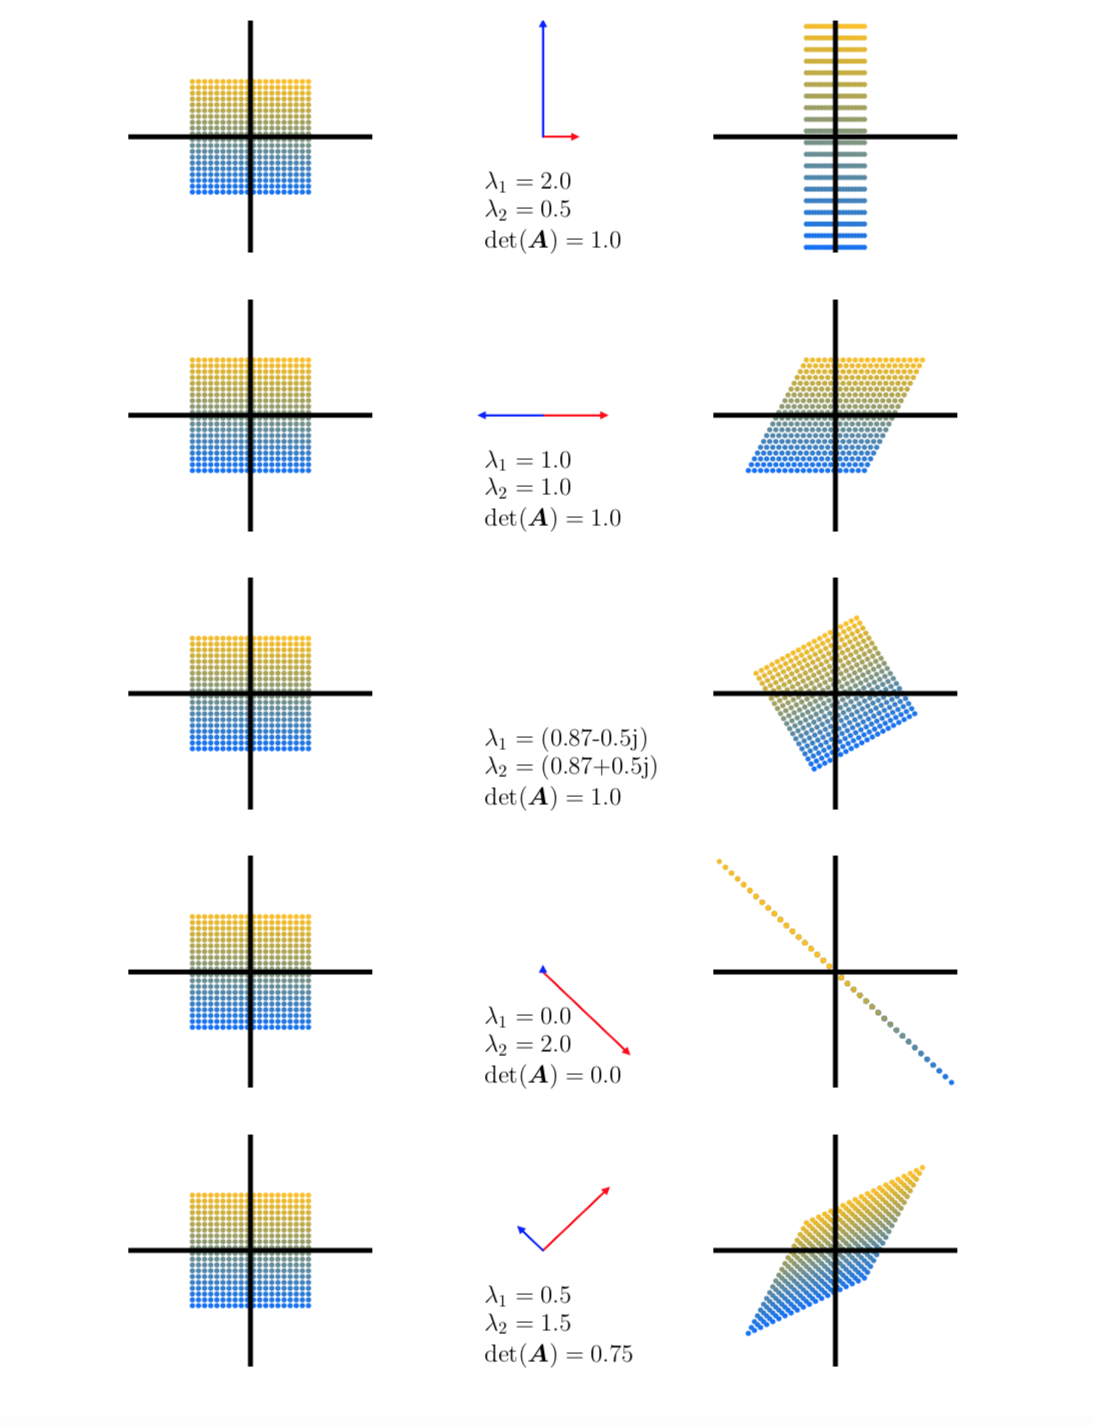 λ₁ = 2.0
λ₂ = 0.5
det(A) = 1.0
λ₁ = 1.0
λ₂ = 1.0
det(A) = 1.0
λ₁ = (0.87-0.5j)
λ₂ = (0.87+0.5j)
det(A) = 1.0
λ₁ = 0.0
λ₂ = 2.0
det(A) = 0.0
λ₁ = 0.5
λ₂ = 1.5
det(A) = 0.75